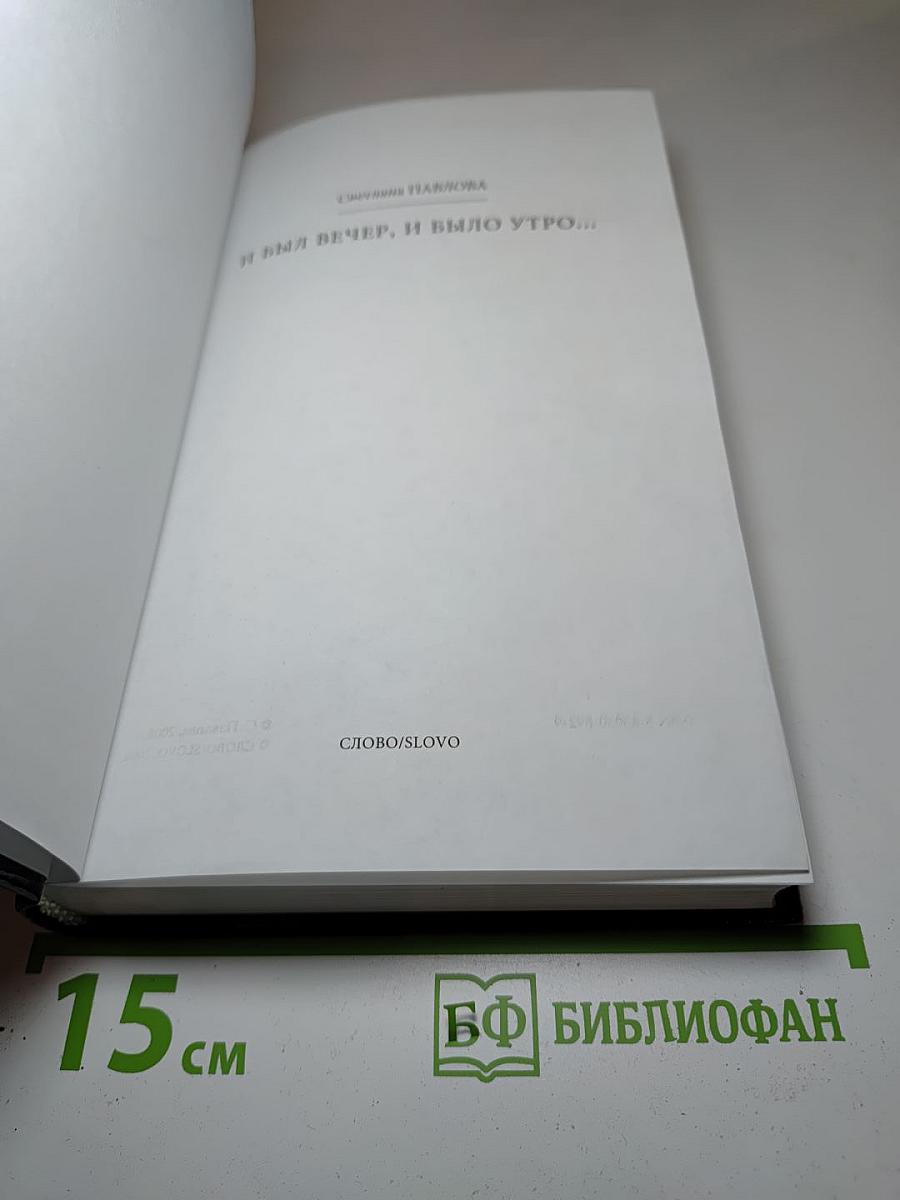 Светлана ПАВЛОВА
И БЫЛ ВЕЧЕР, И БЫЛО УТРО...
СЛОВО/SLOVO
15 см
БФ БИБЛИОФАН